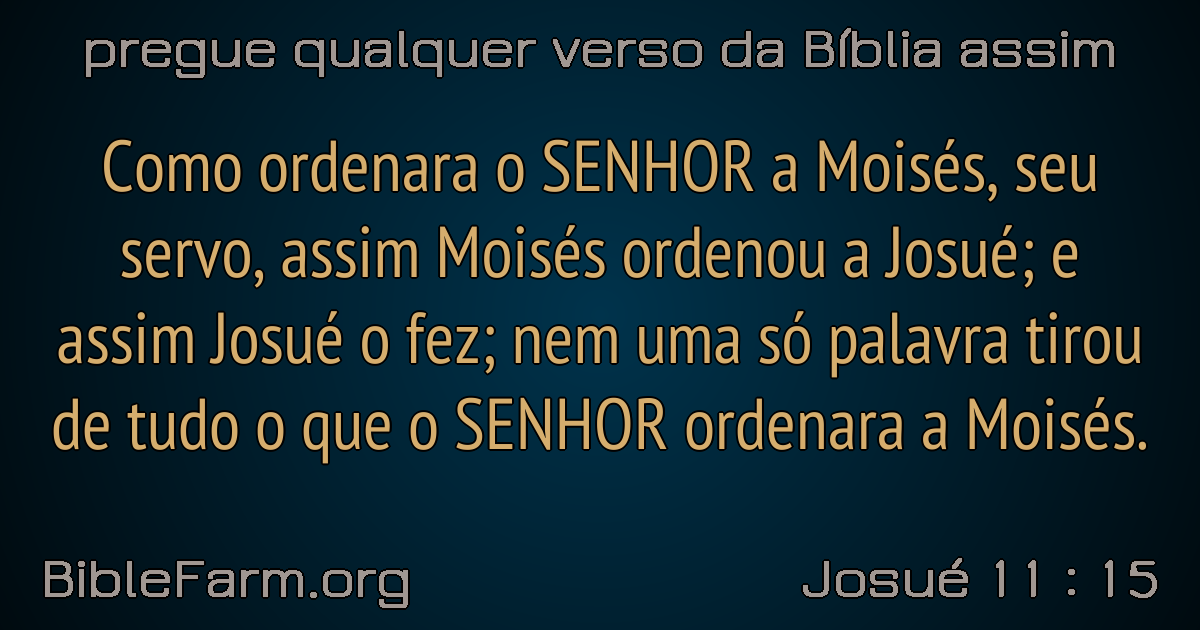 pregue qualquer verso da Bíblia assim
Como ordenara o SENHOR a Moisés, seu
servo, assim Moisés ordenou a Josué; e
assim Josué o fez; nem uma só palavra tirou
de tudo o que o SENHOR ordenara a Moisés.
BibleFarm.org
Josué 11 : 15